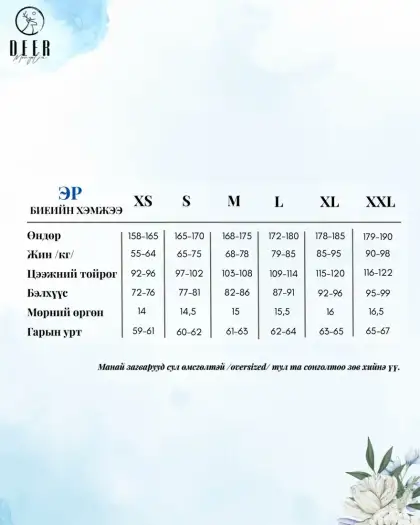 DEER
Mongolia
ЭР
БИЕИЙН ХЭМЖЭЭ XS S M L XL XXL
Өндөр 158-165 165-170 168-175 172-180 178-185 179-190
Жин /кг/ 55-64 65-75 68-78 79-85 85-95 90-98
Цээжний тойрог 92-96 97-102 103-108 109-114 115-120 116-122
Бэлхүүс 72-76 77-81 82-86 87-91 92-96 95-99
Мөрний өргөн 14 14,5 15 15,5 16 16,5
Гарын урт 59-61 60-62 61-63 62-64 63-65 65-67
Манай загварууд сул өмсгөлтэй /oversized/ тул та сонголтоо зөв хийнэ үү.